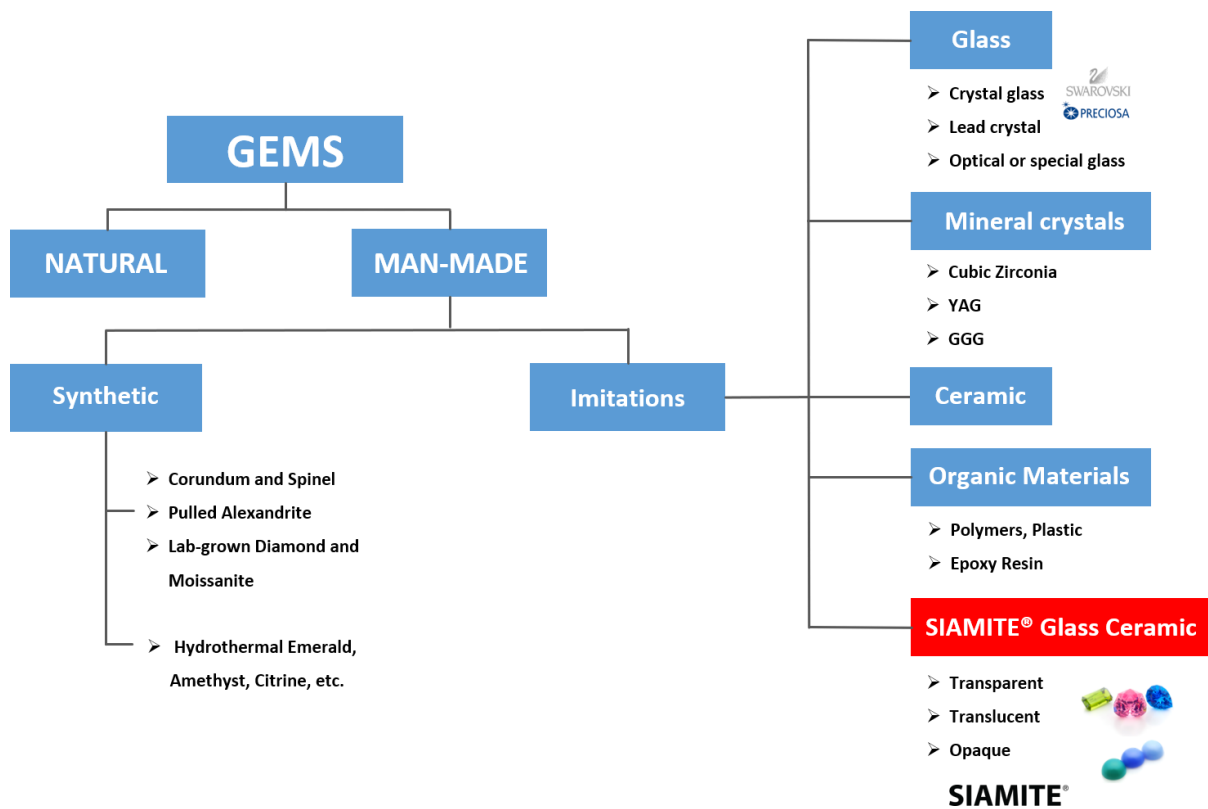 GEMS
NATURAL
MAN-MADE
Synthetic
Imitations
Corundum and Spinel
Pulled Alexandrite
Lab-grown Diamond and
Moissanite
Hydrothermal Emerald,
Amethyst, Citrine, etc.
Glass
Crystal glass
SWAROVSKI
PRECIOSA
Lead crystal
Optical or special glass
Mineral crystals
Cubic Zirconia
YAG
GGG
Ceramic
Organic Materials
Polymers, Plastic
Epoxy Resin
SIAMITE® Glass Ceramic
Transparent
Translucent
Opaque
SIAMITE®